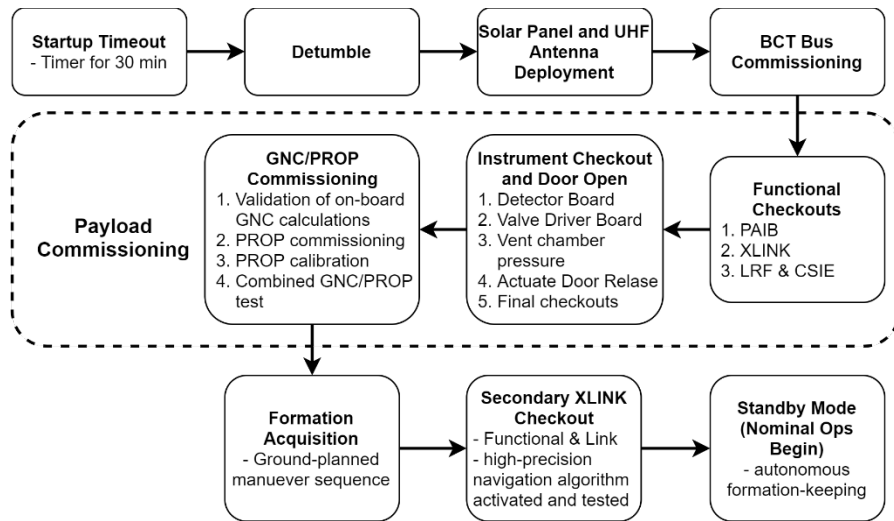 Startup Timeout
- Timer for 30 min
Detumble
Solar Panel and UHF
Antenna
Deployment
BCT Bus
Commissioning
Payload
Commissioning
Functional
Checkouts
1. PAIB
2. XLINK
3. LRF & CSIE
Instrument Checkout
and Door Open
1. Detector Board
2. Valve Driver Board
3. Vent chamber
pressure
4. Actuate Door Relase
5. Final checkouts
GNC/PROP
Commissioning
1. Validation of on-board
GNC calculations
2. PROP commissioning
3. PROP calibration
4. Combined GNC/PROP
test
Formation
Acquisition
- Ground-planned
manuever sequence
Secondary XLINK
Checkout
- Functional & Link
- high-precision
navigation algorithm
activated and tested
Standby Mode
(Nominal Ops
Begin)
- autonomous
formation-keeping